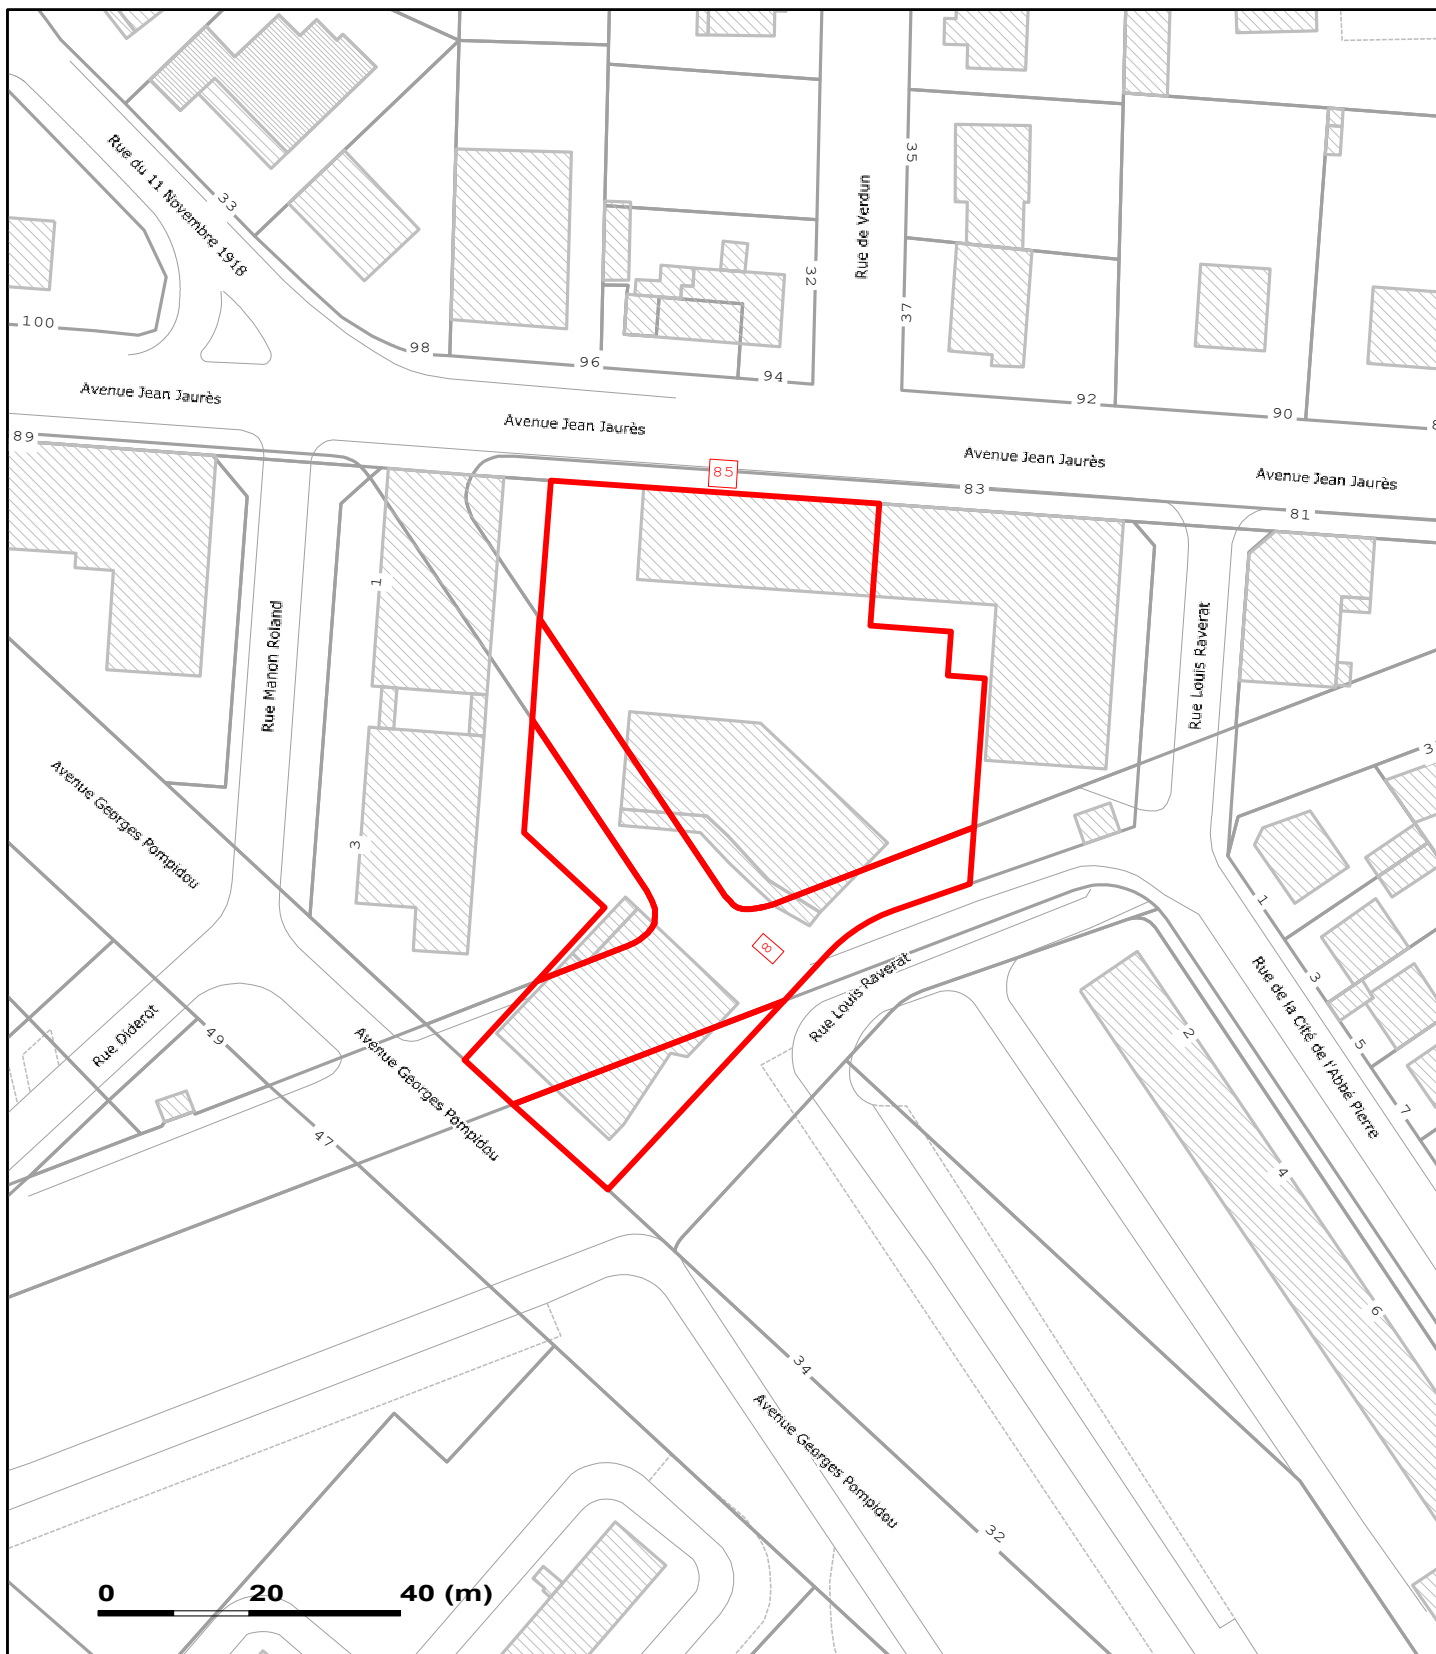 Rue du 11 Novembre 1918
33
Rue de Verdun
35
32
37
100
98
96
94
92
90
Avenue Jean Jaurès
Avenue Jean Jaurès
Avenue Jean Jaurès
Avenue Jean Jaurès
89
85
83
81
1
Rue Manon Roland
Rue Louis Raverat
3
Avenue Georges Pompidou
8
1
Rue Louis Raverat
3
Rue de la Cité de l'Abbé Pierre
5
7
2
4
6
Rue Diderot
49
Avenue Georges Pompidou
47
34
Avenue Georges Pompidou
32
0 20 40 (m)